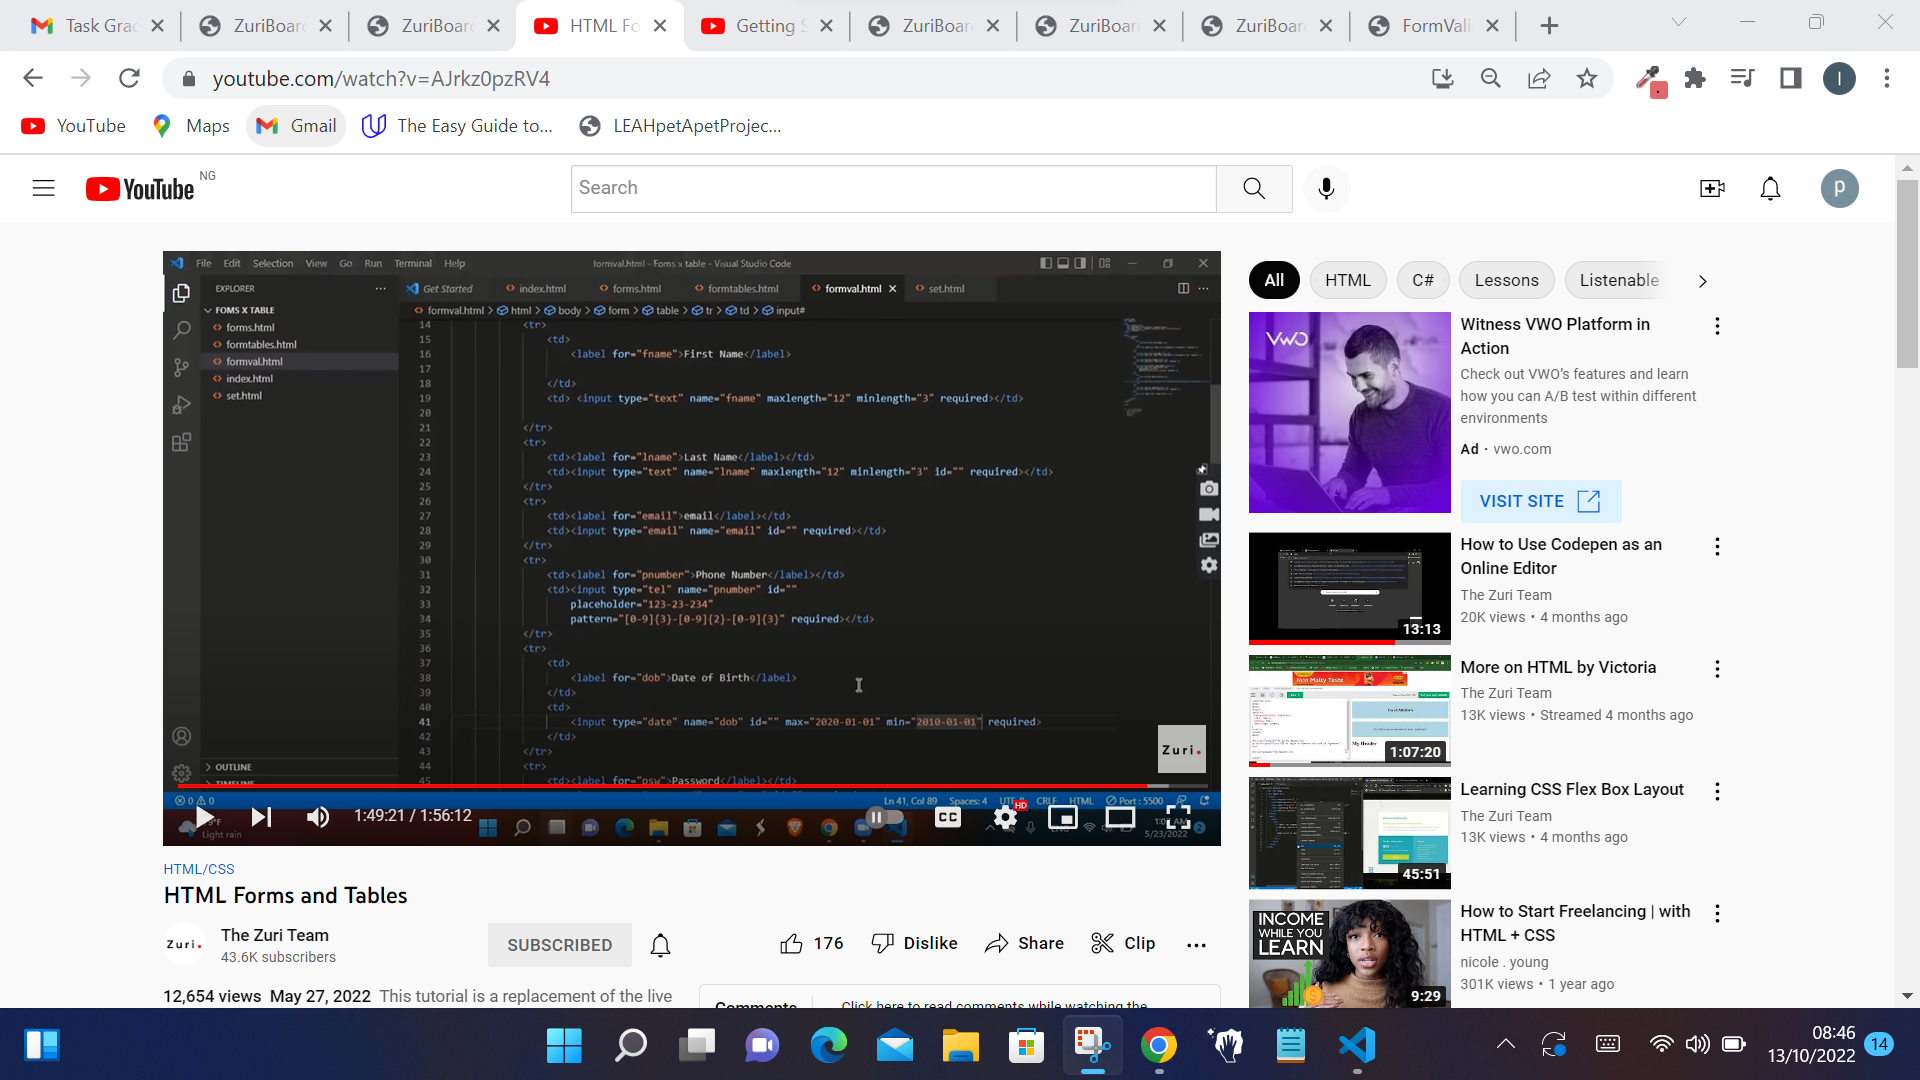 Task Grac
ZuriBoar
ZuriBoar
HTML Fo
Getting S
ZuriBoar
ZuriBoar
ZuriBoar
FormVali
youtube.com/watch?v=AJrkz0pzRV4
I
YouTube
Maps
Gmail
The Easy Guide to...
LEAHpetApetProjec...
YouTube NG
Search
p
File Edit Selection View Go Run Terminal Help
formval.html - Foms x table - Visual Studio Code
EXPLORER
Get Started
index.html
forms.html
formtables.html
formval.html
set.html
FOMS X TABLE
forms.html
formtables.html
formval.html
index.html
set.html
formval.html > html > body > form > table > tr > td > input#
14 <tr>
15 <td>
16 <label for="fname">First Name</label>
17
18 </td>
19 <td> <input type="text" name="fname" maxlength="12" minlength="3" required></td>
20
21 </tr>
22 <tr>
23 <td><label for="lname">Last Name</label></td>
24 <td><input type="text" name="lname" maxlength="12" minlength="3" id="" required></td>
25 </tr>
26 <tr>
27 <td><label for="email">email</label></td>
28 <td><input type="email" name="email" id="" required></td>
29 </tr>
30 <tr>
31 <td><label for="pnumber">Phone Number</label></td>
32 <td><input type="tel" name="pnumber" id=""
33 placeholder="123-23-234"
34 pattern="[0-9]{3}-[0-9]{2}-[0-9]{3}" required></td>
35 </tr>
36 <tr>
37 <td>
38 <label for="dob">Date of Birth</label>
39 </td>
40 <td>
41 <input type="date" name="dob" id="" max="2020-01-01" min="2010-01-01" required>
42 </td>
43 </tr>
44 <tr>
45 <td><label for="psw">Password</label></td>
OUTLINE
TIMELINE
Zuri.
0 0
Ln 41, Col 89 Spaces: 4 UTF-8 CRLF HTML Port : 5500
1:49:21 / 1:56:12
CC
HD
Light rain
5/23/2022
HTML/CSS
HTML Forms and Tables
Zuri.
The Zuri Team
43.6K subscribers
SUBSCRIBED
176
Dislike
Share
Clip
12,654 views May 27, 2022 This tutorial is a replacement of the live
Comments
Click here to read comments while watching the
All
HTML
C#
Lessons
Listenable
VWO
Witness VWO Platform in
Action
Check out VWO's features and learn
how you can A/B test within different
environments
Ad · vwo.com
VISIT SITE
13:13
How to Use Codepen as an
Online Editor
The Zuri Team
20K views • 4 months ago
1:07:20
More on HTML by Victoria
The Zuri Team
13K views • Streamed 4 months ago
45:51
Learning CSS Flex Box Layout
The Zuri Team
13K views • 4 months ago
INCOME
WHILE YOU
LEARN
9:29
How to Start Freelancing | with
HTML + CSS
nicole . young
301K views • 1 year ago
08:46
13/10/2022
14